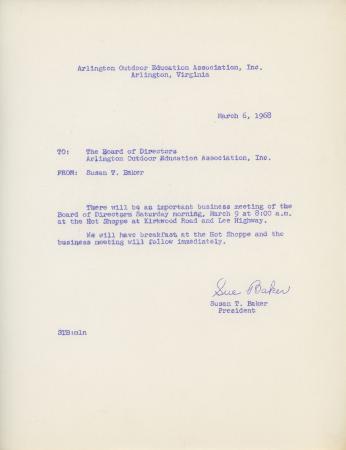 Arlington Outdoor Education Association, Inc.
Arlington, Virginia
March 6, 1968
TO: The Board of Directors
Arlington Outdoor Education Association, Inc.
FROM: Susan T. Baker
There will be an important business meeting of the
Board of Directors Saturday morning, March 9 at 8:00 a.m.
at the Hot Shoppe at Kirkwood Road and Lee Highway.
We will have breakfast at the Hot Shoppe and the
business meeting will follow immediately.
Sue Baker
Susan T. Baker
President
STB:mln